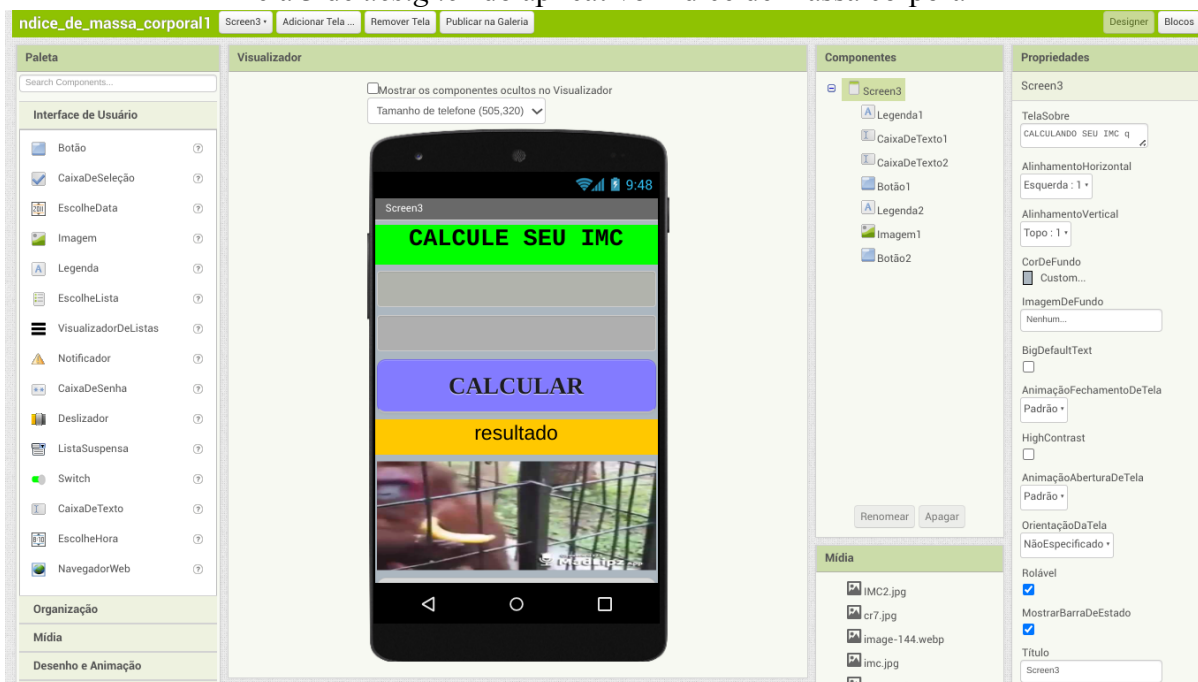 ndice_de_massa_corporal1 Screen3 Adicionar Tela ... Remover Tela Publicar na Galeria Designer Blocos
Paleta
Search Components...
Interface de Usuário
Botão
CaixaDeSeleção
EscolheData
Imagem
Legenda
EscolheLista
VisualizadorDeListas
Notificador
CaixaDeSenha
Deslizador
ListaSuspensa
Switch
CaixaDeTexto
EscolheHora
NavegadorWeb
Organização
Mídia
Desenho e Animação
Visualizador
Mostrar os componentes ocultos no Visualizador
Tamanho de telefone (505,320)
9:48
Screen3
CALCULE SEU IMC
CALCULAR
resultado
Componentes
Screen3
Legenda1
CaixaDeTexto1
CaixaDeTexto2
Botão1
Legenda2
Imagem1
Botão2
Renomear Apagar
Mídia
IMC2.jpg
cr7.jpg
image-144.webp
imc.jpg
Propriedades
Screen3
TelaSobre
CALCULANDO SEU IMC q
AlinhamentoHorizontal
Esquerda : 1
AlinhamentoVertical
Topo : 1
CorDeFundo
Custom...
ImagemDeFundo
Nenhum...
BigDefaultText
AnimaçãoFechamentoDeTela
Padrão
HighContrast
AnimaçãoAberturaDeTela
Padrão
OrientaçãoDaTela
NãoEspecificado
Rolável
MostrarBarraDeEstado
Título
Screen3